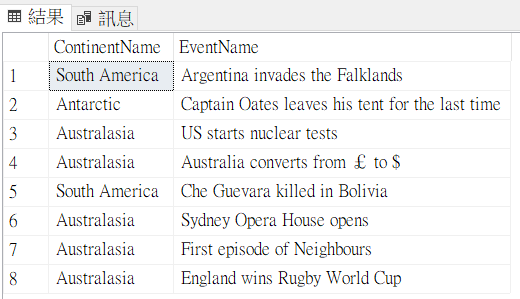 結果 訊息
ContinentName EventName
1 South America Argentina invades the Falklands
2 Antarctic Captain Oates leaves his tent for the last time
3 Australasia US starts nuclear tests
4 Australasia Australia converts from £ to $
5 South America Che Guevara killed in Bolivia
6 Australasia Sydney Opera House opens
7 Australasia First episode of Neighbours
8 Australasia England wins Rugby World Cup